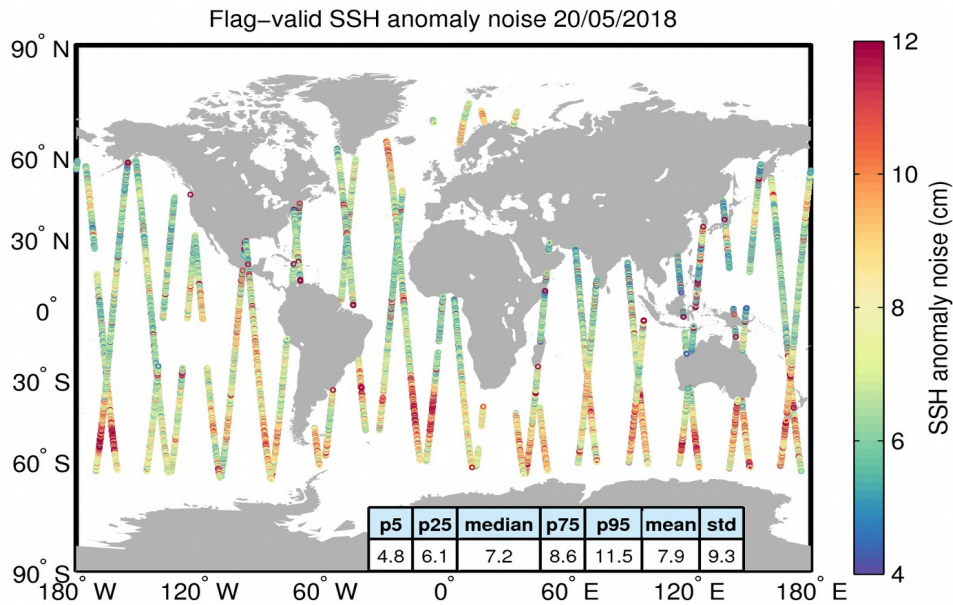 Flag−valid SSH anomaly noise 20/05/2018
90° N
60° N
30° N
0°
30° S
60° S
90° S
180° W
120° W
60° W
0°
60° E
120° E
180° E
p5 p25 median p75 p95 mean std
4.8 6.1 7.2 8.6 11.5 7.9 9.3
12
10
8
6
4
SSH anomaly noise (cm)